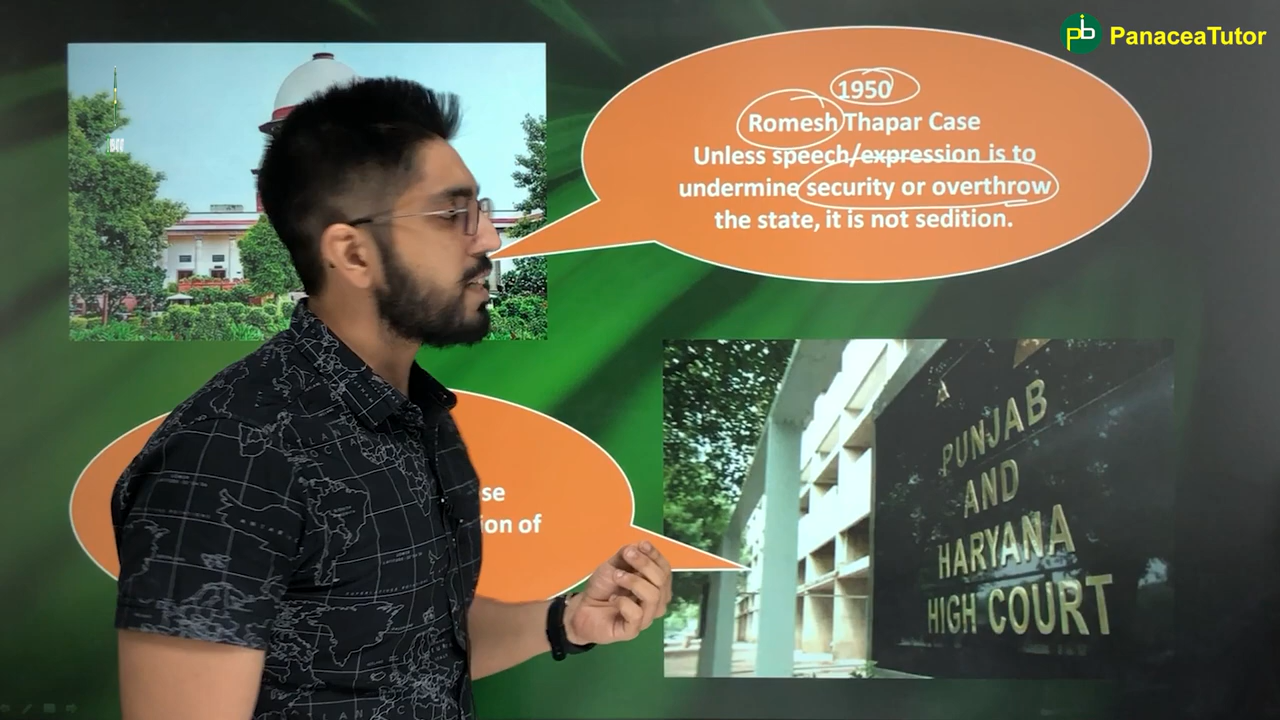 PanaceaTutor
1950
Romesh Thapar Case
Unless speech/expression is to
undermine security or overthrow
the state, it is not sedition.
se
ion of
PUNJAB
AND
HARYANA
HIGH COURT